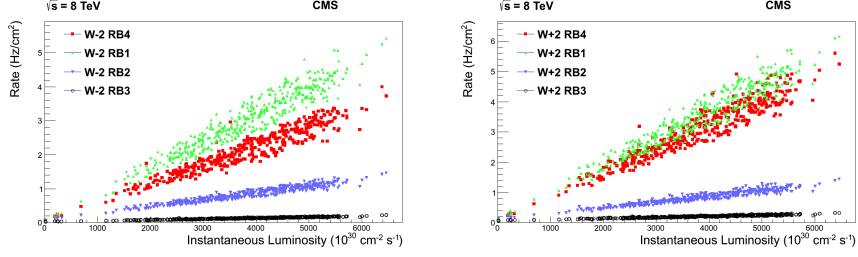 √s = 8 TeV CMS
W-2 RB4
W-2 RB1
W-2 RB2
W-2 RB3
Rate (Hz/cm²)
5
4
3
2
1
0
0 1000 2000 3000 4000 5000 6000
Instantaneous Luminosity (10³⁰ cm⁻² s⁻¹)
√s = 8 TeV CMS
W+2 RB4
W+2 RB1
W+2 RB2
W+2 RB3
Rate (Hz/cm²)
6
5
4
3
2
1
0
0 1000 2000 3000 4000 5000 6000
Instantaneous Luminosity (10³⁰ cm⁻² s⁻¹)